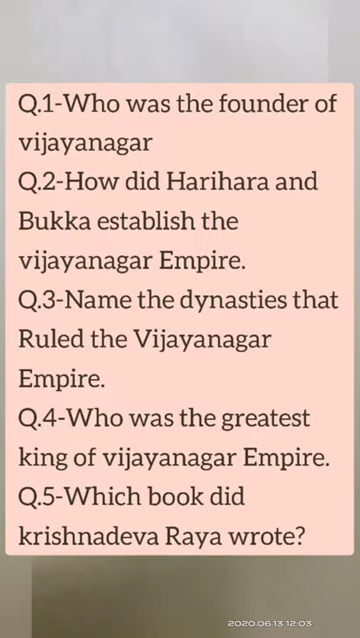 Q.1-Who was the founder of
vijayanagar
Q.2-How did Harihara and
Bukka establish the
vijayanagar Empire.
Q.3-Name the dynasties that
Ruled the Vijayanagar
Empire.
Q.4-Who was the greatest
king of vijayanagar Empire.
Q.5-Which book did
krishnadeva Raya wrote?
2020.06.13 12:03